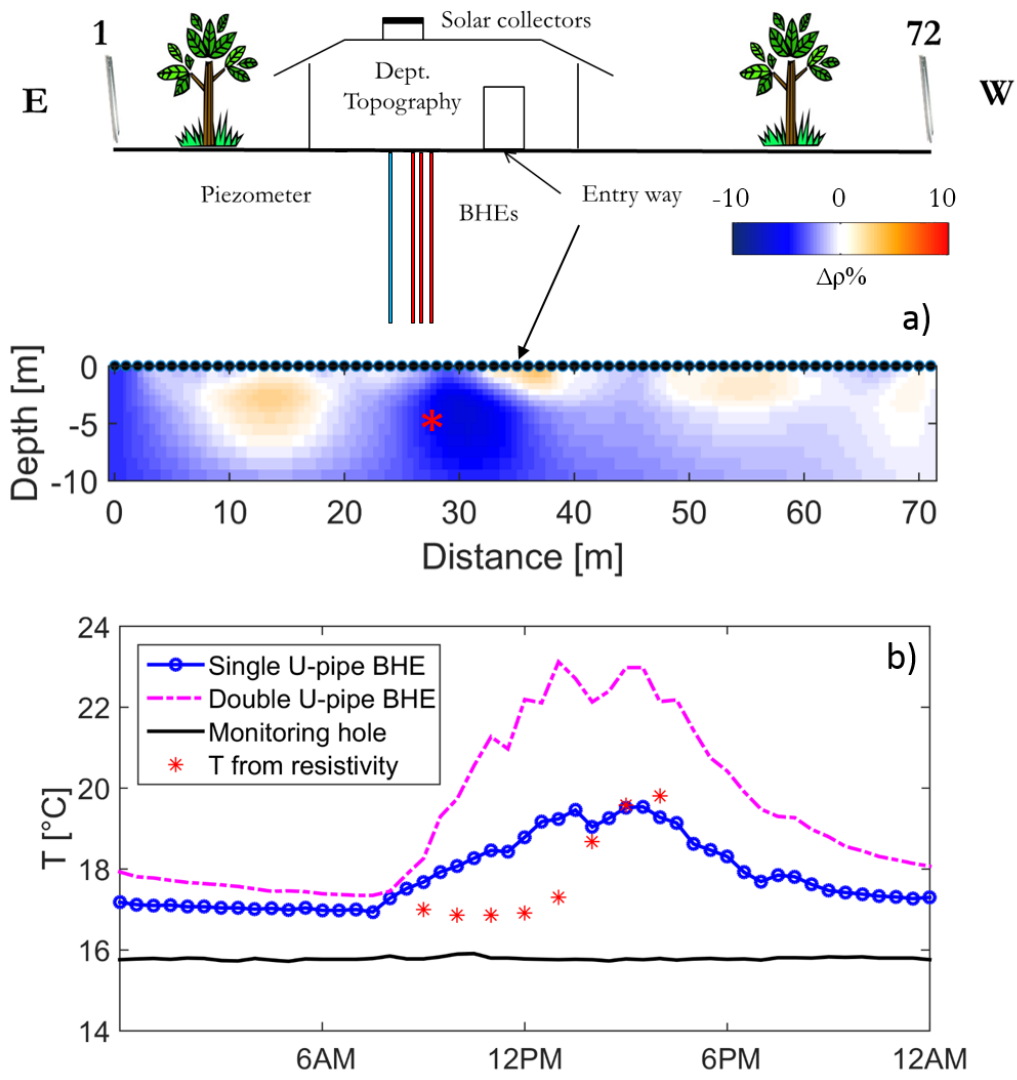 Solar collectors
1
72
Dept.
Topography
E
W
Piezometer
BHEs
Entry way
-10 0 10
Δρ%
a)
Depth [m]
0
-5
-10
0 10 20 30 40 50 60 70
Distance [m]
b)
T [°C]
24
22
20
18
16
14
Single U-pipe BHE
Double U-pipe BHE
Monitoring hole
T from resistivity
6AM 12PM 6PM 12AM